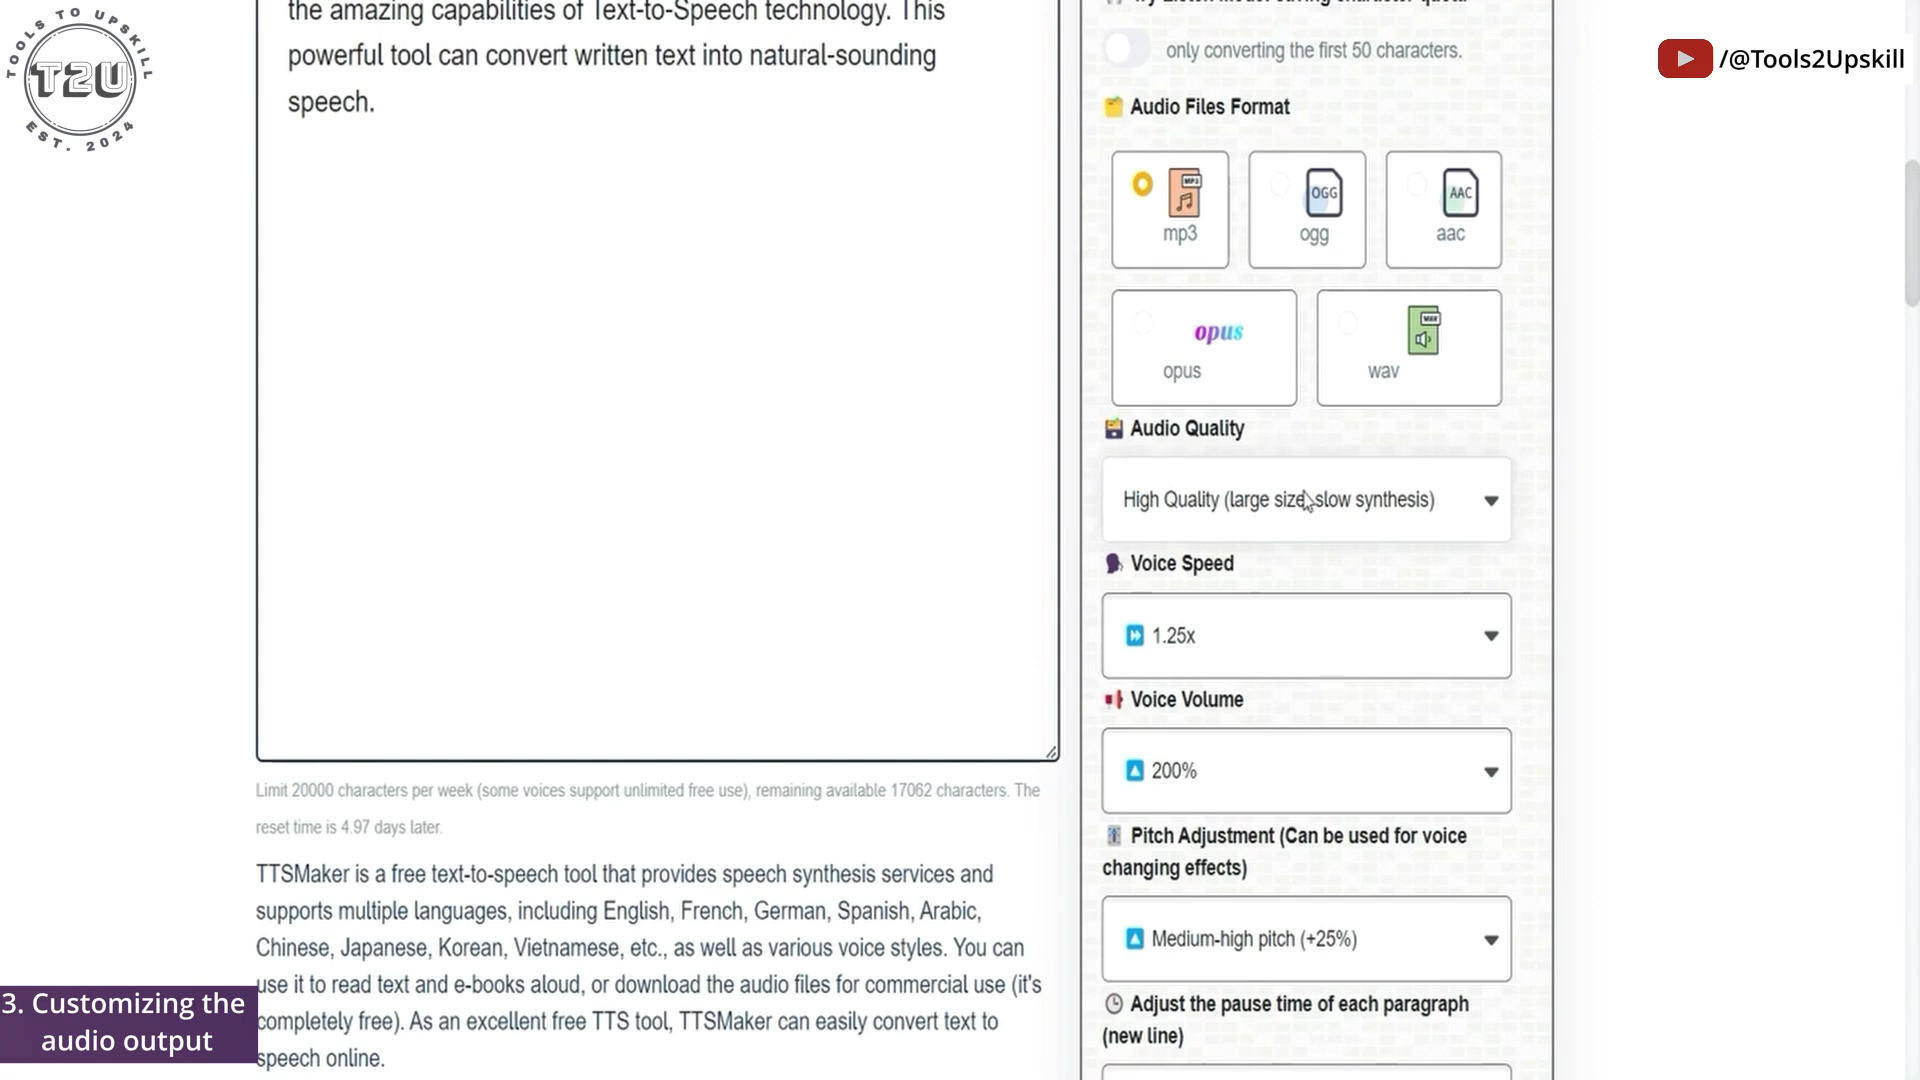 TOOLS TO UPSKILL
T2U
EST. 2024
/@Tools2Upskill
the amazing capabilities of Text-to-Speech technology. This
powerful tool can convert written text into natural-sounding
speech.
only converting the first 50 characters.
Audio Files Format
MP3
mp3
OGG
ogg
AAC
aac
opus
opus
WAV
wav
Audio Quality
High Quality (large size, slow synthesis)
Voice Speed
1.25x
Voice Volume
200%
Pitch Adjustment (Can be used for voice
changing effects)
Medium-high pitch (+25%)
Adjust the pause time of each paragraph
(new line)
Limit 20000 characters per week (some voices support unlimited free use), remaining available 17062 characters. The
reset time is 4.97 days later.
TTSMaker is a free text-to-speech tool that provides speech synthesis services and
supports multiple languages, including English, French, German, Spanish, Arabic,
Chinese, Japanese, Korean, Vietnamese, etc., as well as various voice styles. You can
use it to read text and e-books aloud, or download the audio files for commercial use (it's
completely free). As an excellent free TTS tool, TTSMaker can easily convert text to
speech online.
3. Customizing the
audio output